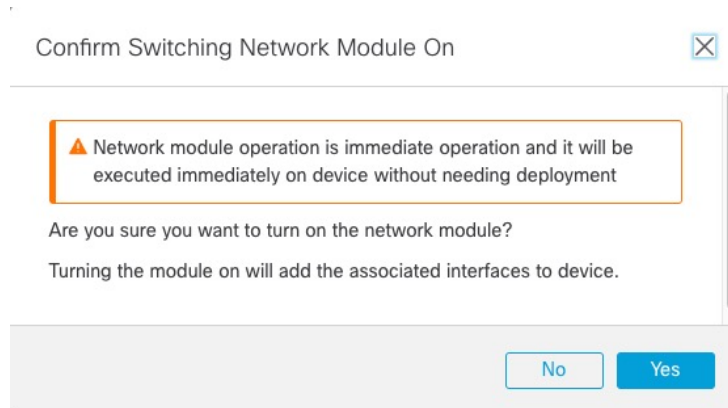 Confirm Switching Network Module On
Network module operation is immediate operation and it will be
executed immediately on device without needing deployment
Are you sure you want to turn on the network module?
Turning the module on will add the associated interfaces to device.
No
Yes